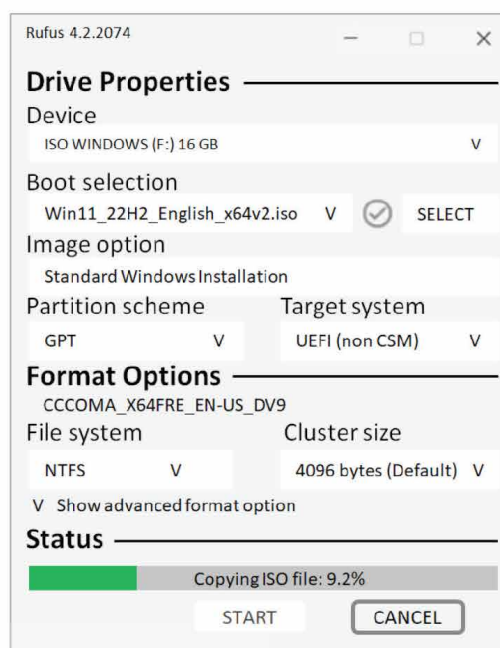 Rufus 4.2.2074
Drive Properties
Device
ISO WINDOWS (F:) 16 GB V
Boot selection
Win11_22H2_English_x64v2.iso V SELECT
Image option
Standard Windows Installation
Partition scheme Target system
GPT V UEFI (non CSM) V
Format Options
CCCOMA_X64FRE_EN-US_DV9
File system Cluster size
NTFS V 4096 bytes (Default) V
V Show advanced format option
Status
Copying ISO file: 9.2%
START CANCEL